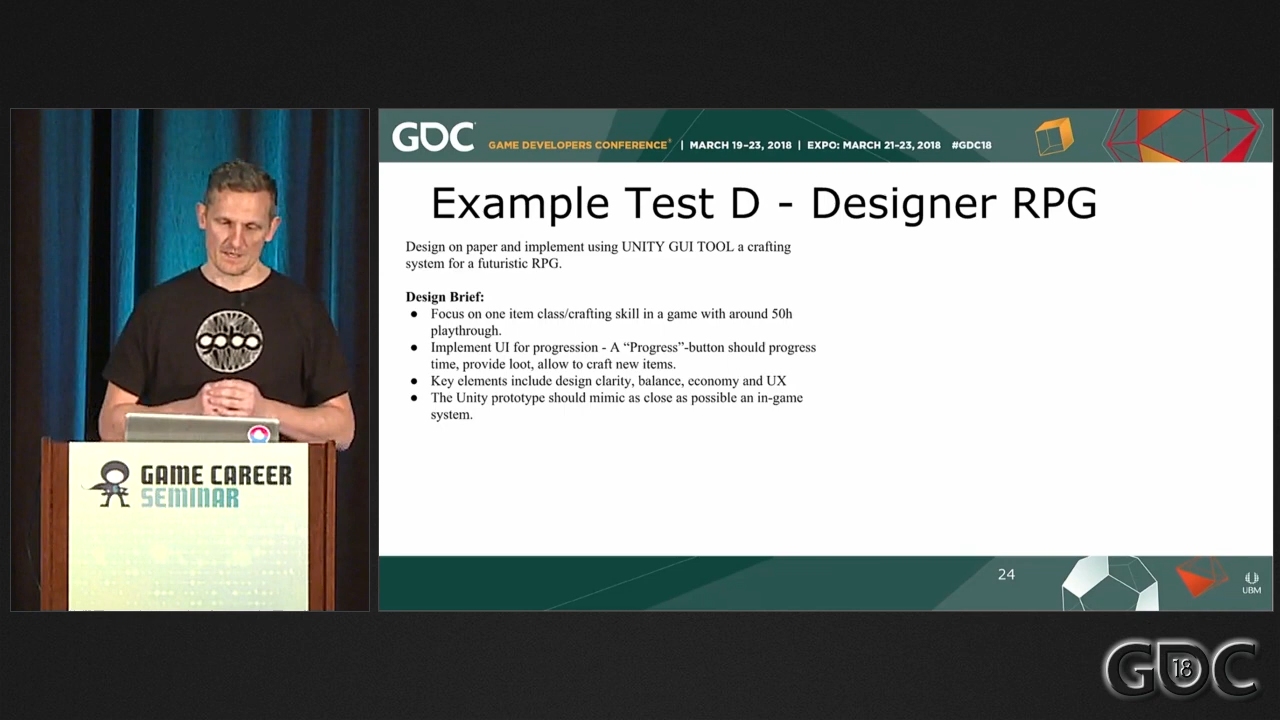 GDC
GAME DEVELOPERS CONFERENCE® | MARCH 19–23, 2018 | EXPO: MARCH 21–23, 2018 #GDC18
Example Test D - Designer RPG
Design on paper and implement using UNITY GUI TOOL a crafting
system for a futuristic RPG.
Design Brief:
● Focus on one item class/crafting skill in a game with around 50h
playthrough.
● Implement UI for progression - A “Progress”-button should progress
time, provide loot, allow to craft new items.
● Key elements include design clarity, balance, economy and UX
● The Unity prototype should mimic as close as possible an in-game
system.
24
UBM
GAME CAREER
SEMINAR
GDC
18